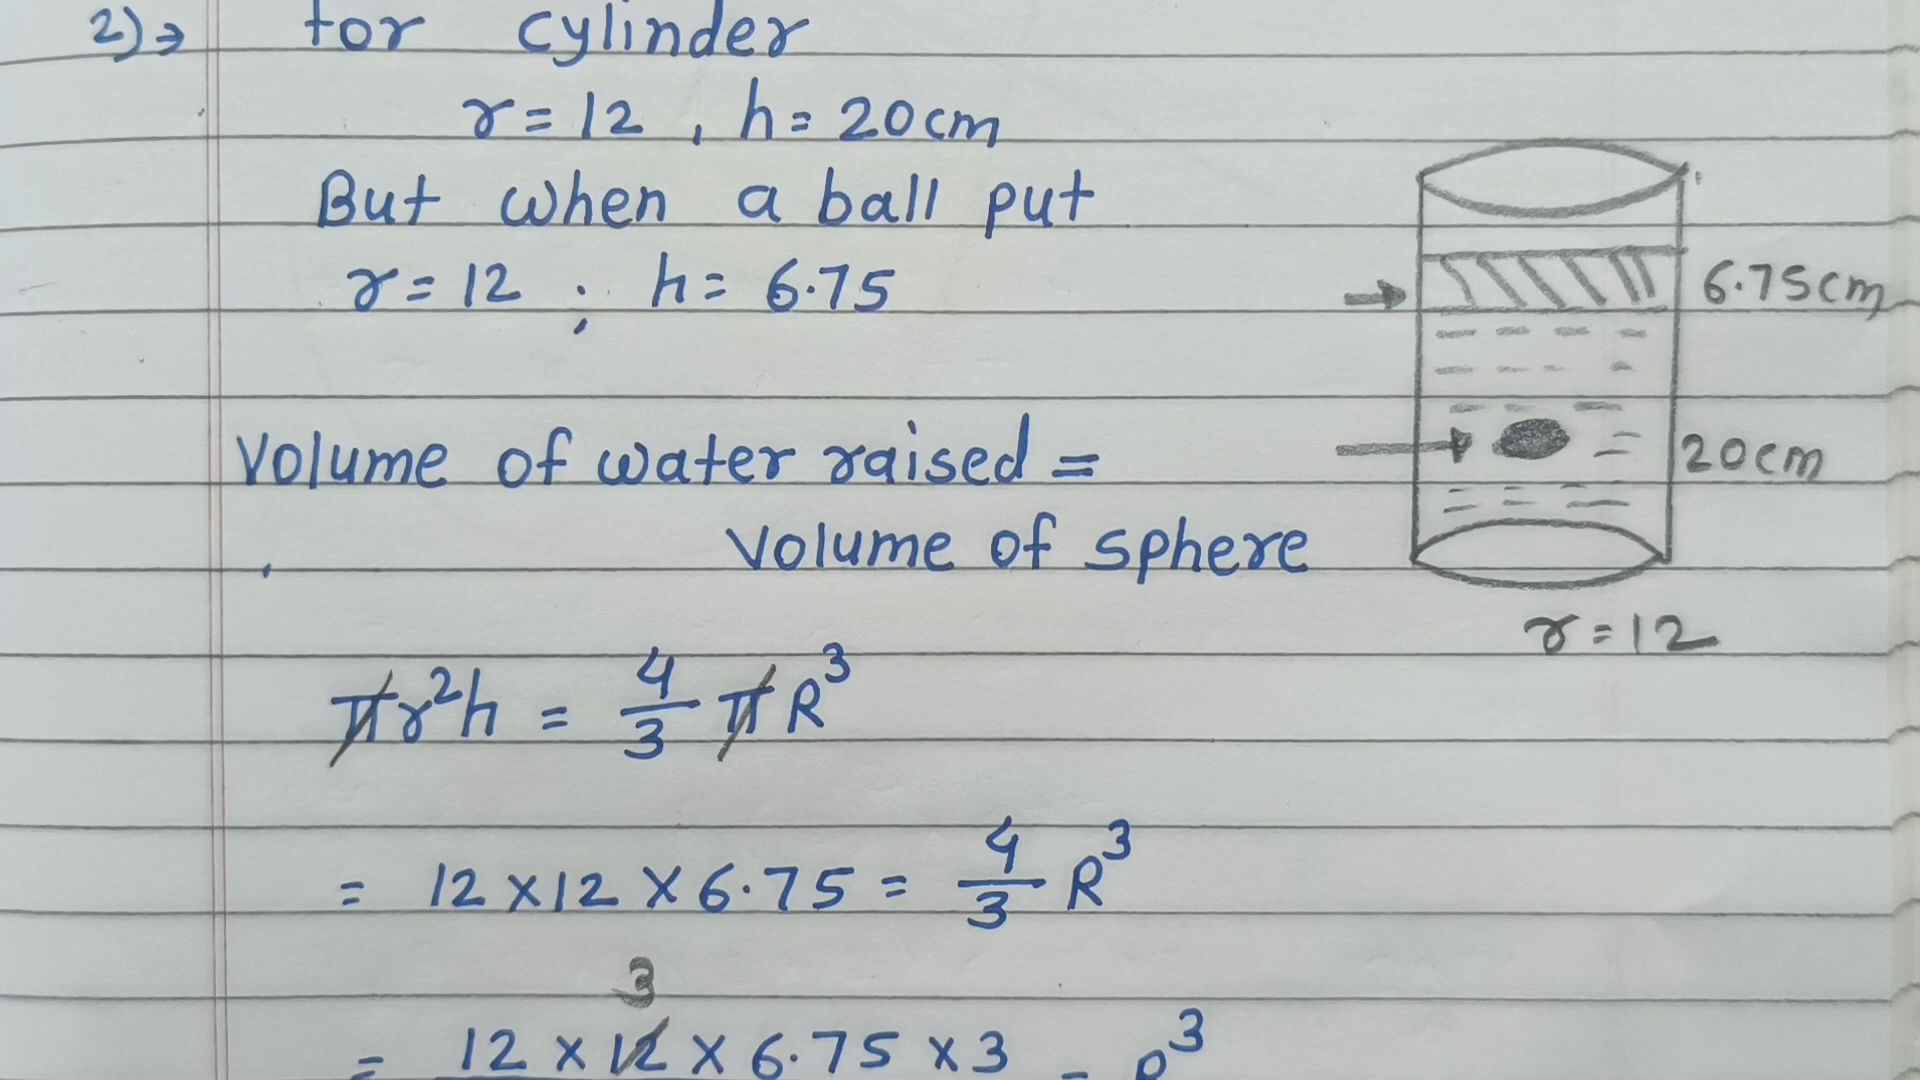 2)⇒ for cylinder
r = 12 , h = 20cm
But when a ball put
r = 12 ; h = 6.75
6.75cm
Volume of water raised =
20cm
Volume of sphere
r = 12
πr²h = 4/3 πR³
= 12 × 12 × 6.75 = 4/3 R³
3
= 12 × 12 × 6.75 × 3 = R³